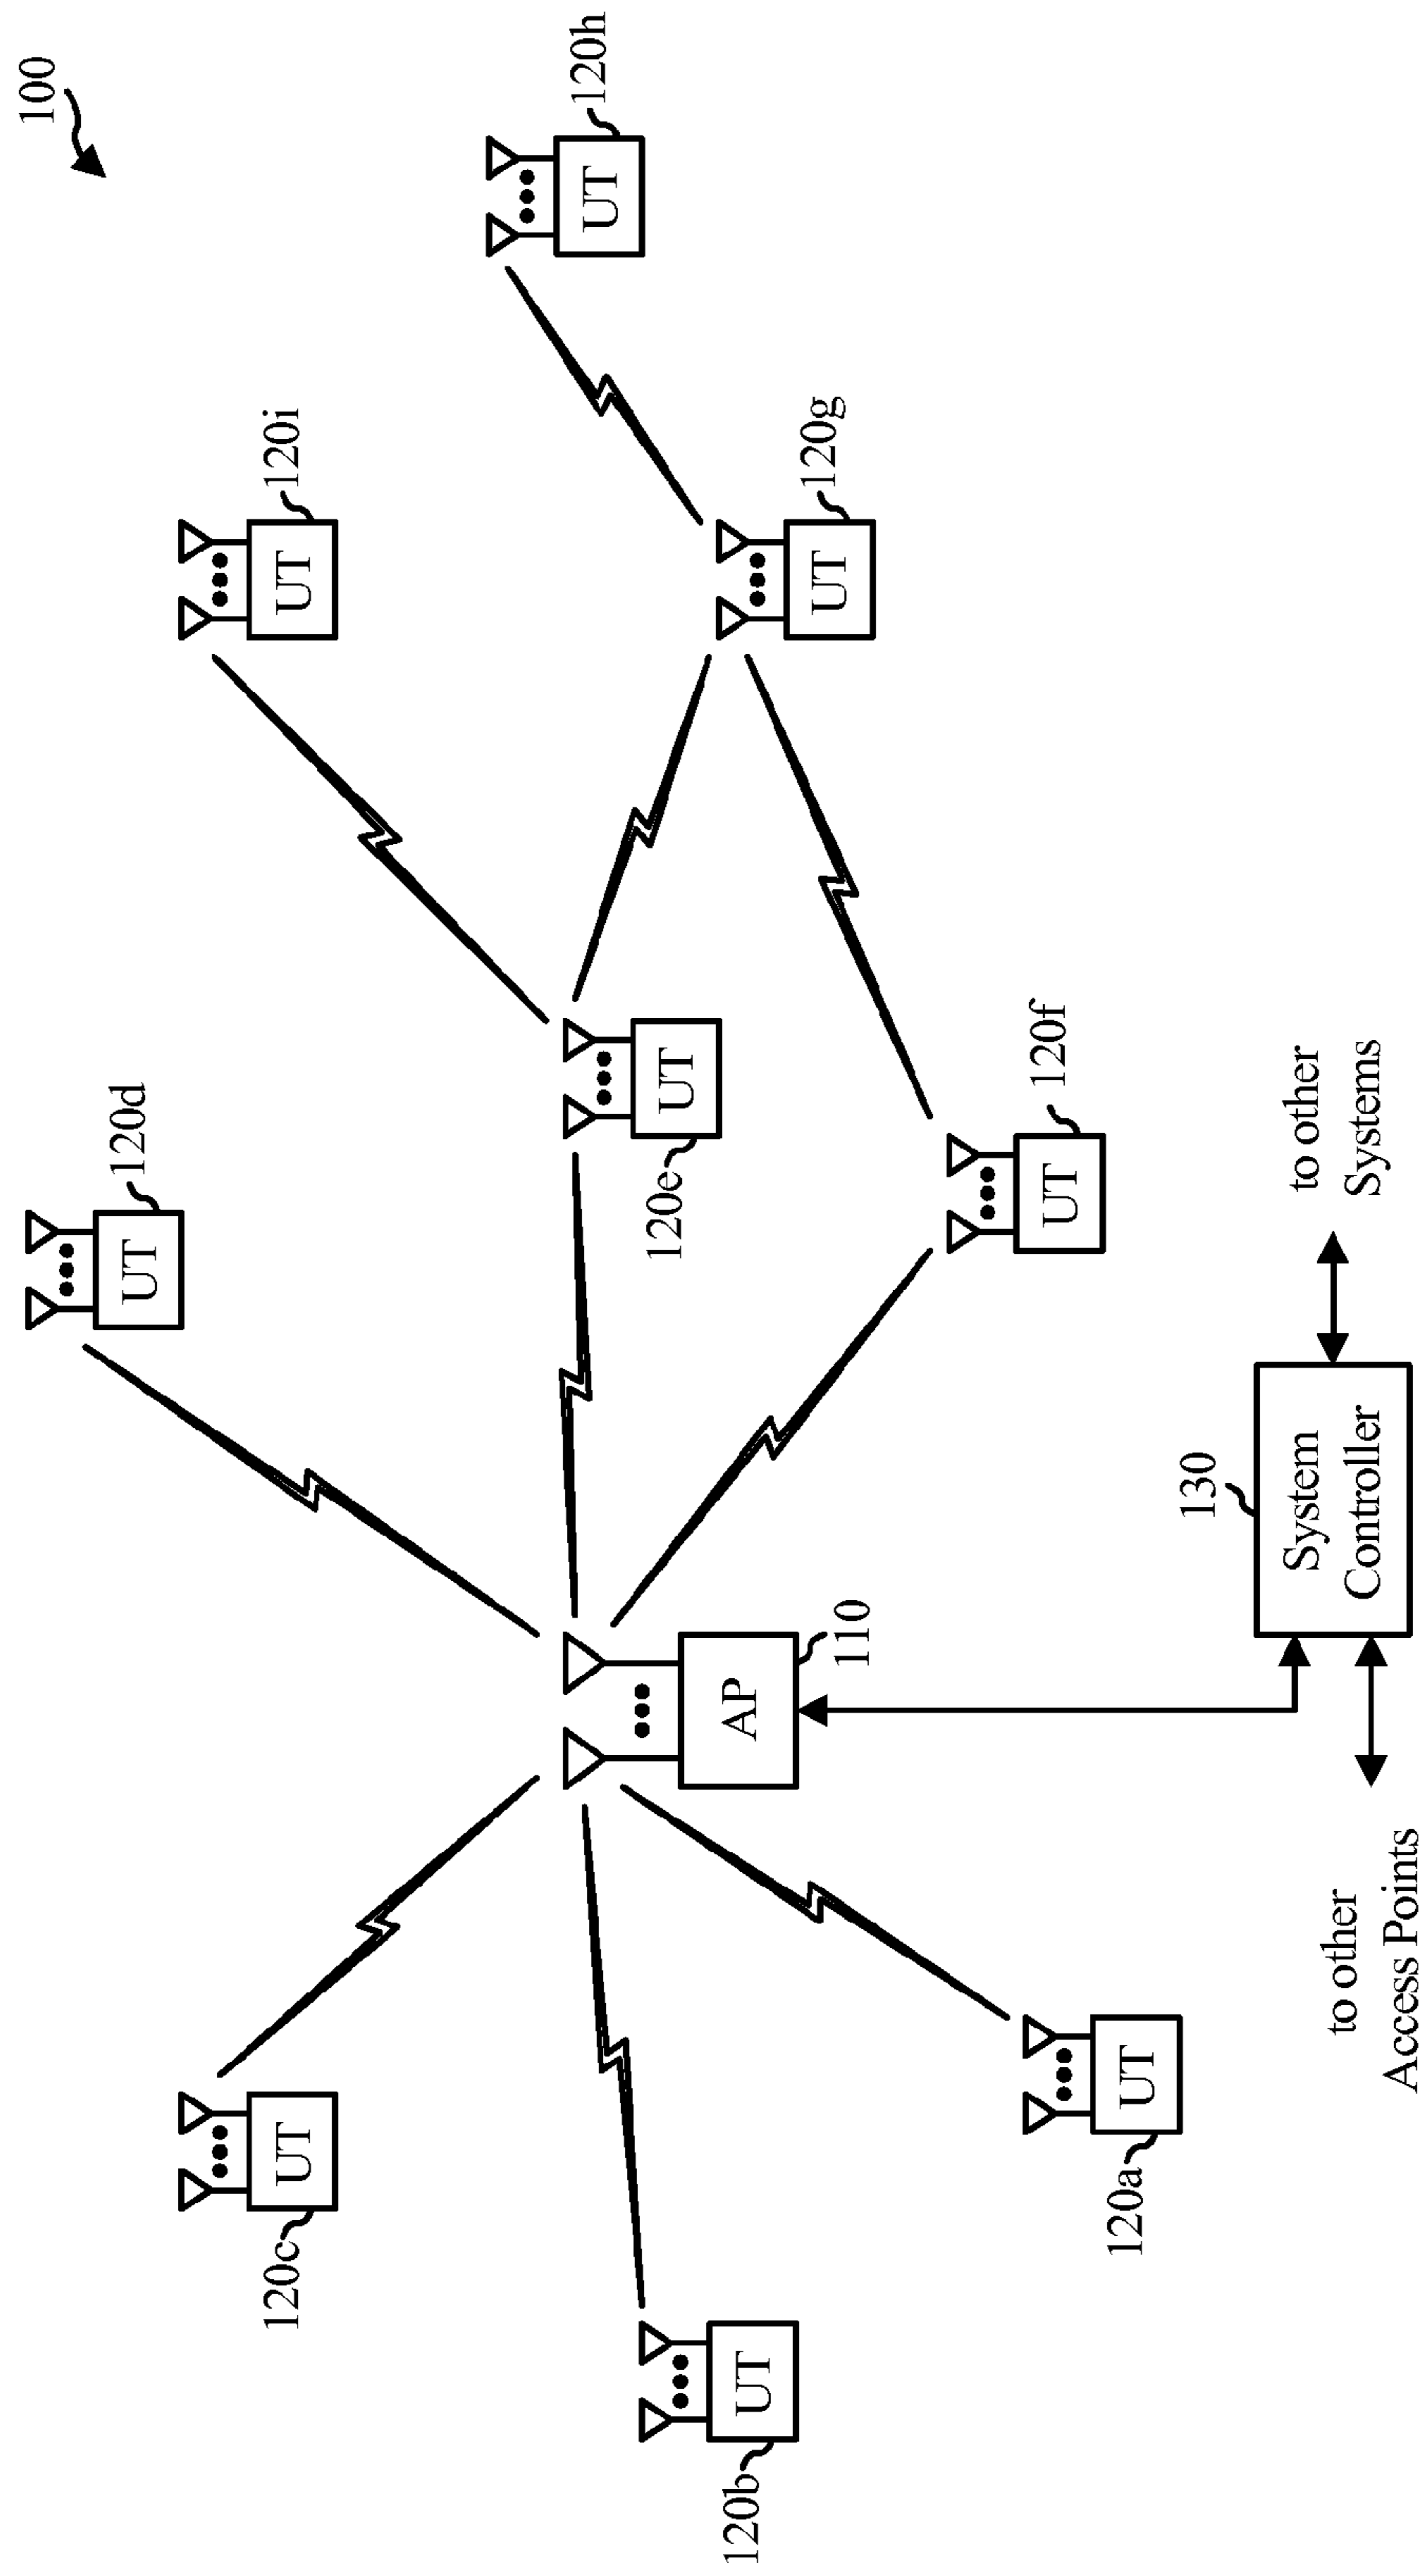 100
120d
UT
120i
UT
120h
UT
120c
UT
120e
UT
120g
UT
120b
UT
AP
110
120f
UT
120a
UT
130
System
Controller
to other
Systems
to other
Access Points